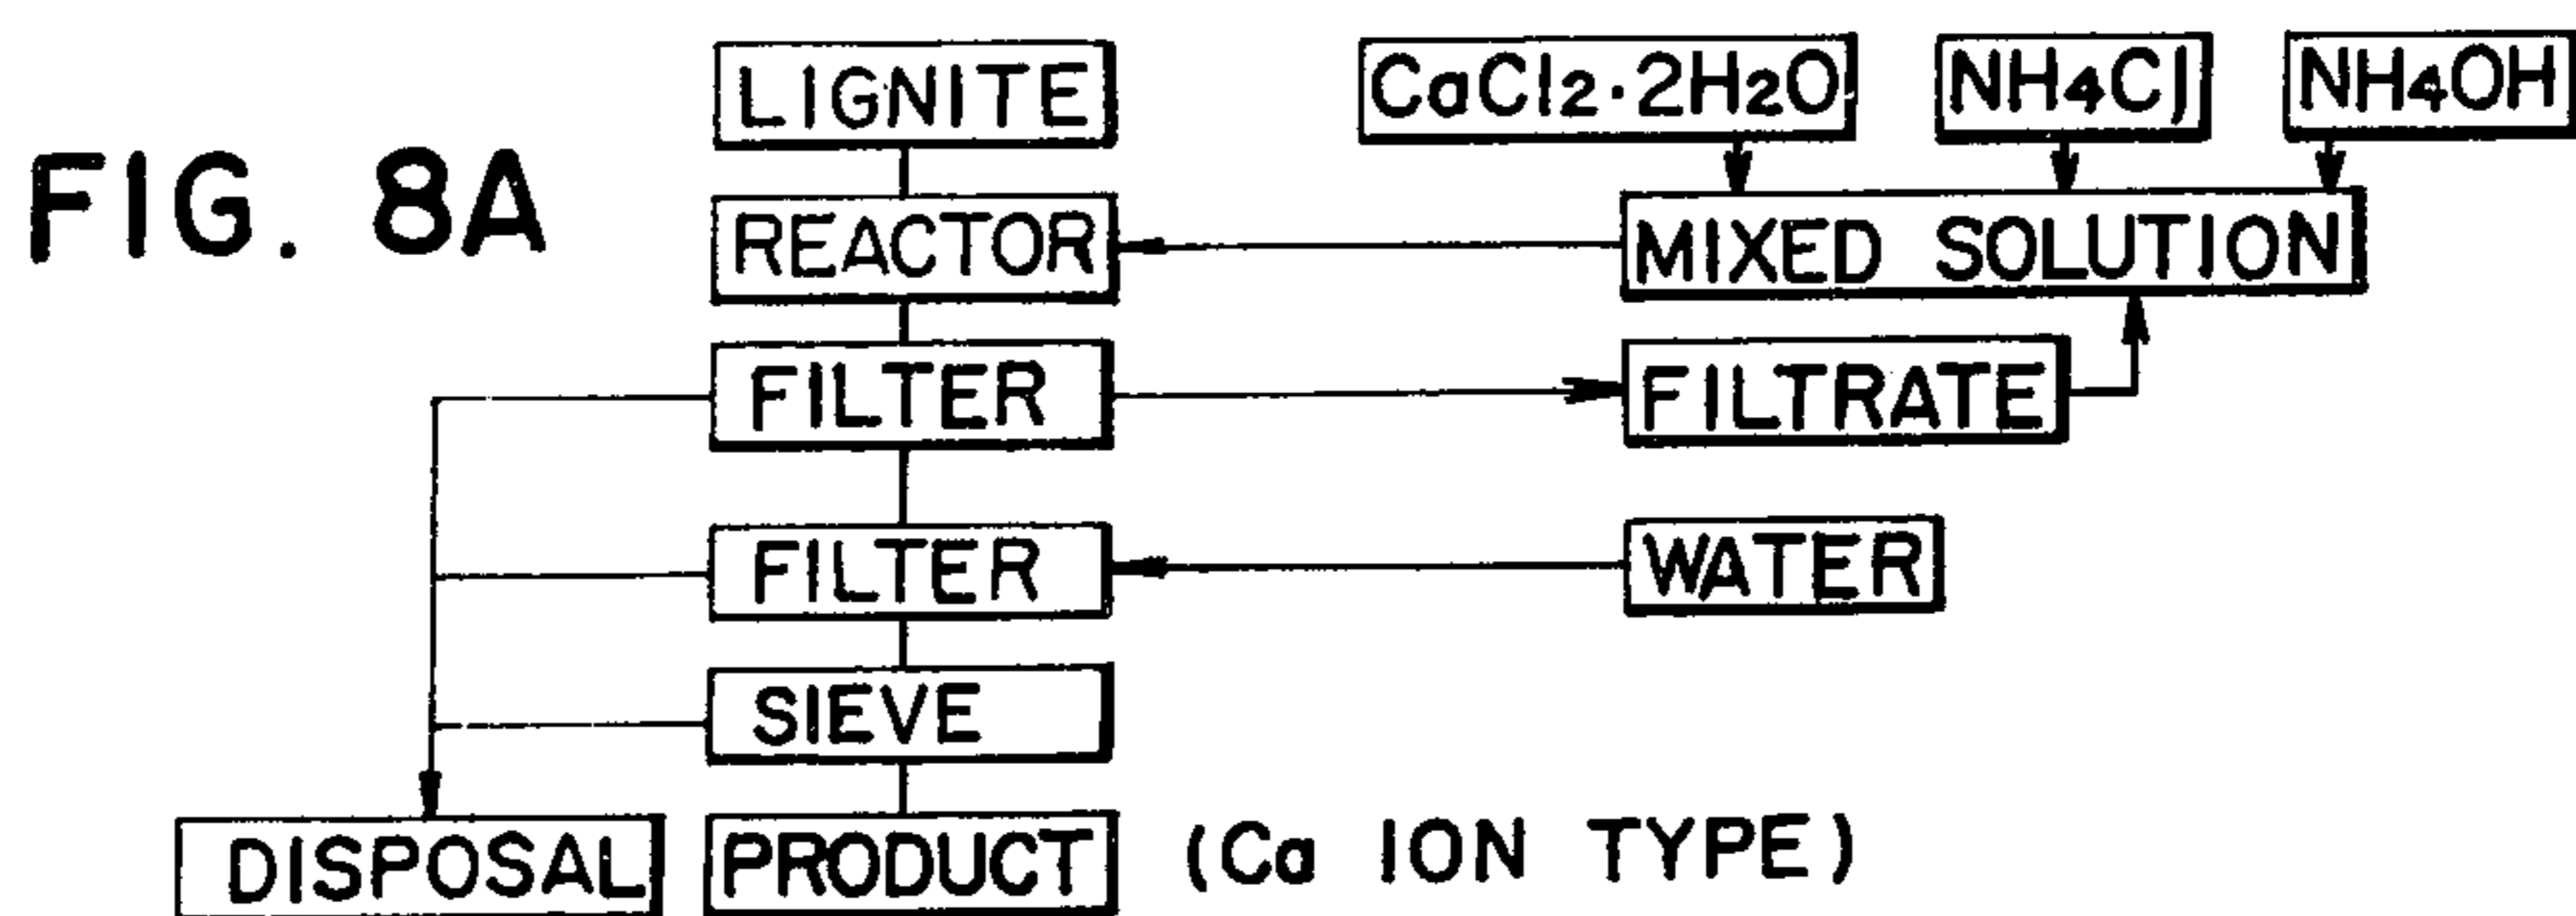 FIG. 8A
LIGNITE
CaCl2·2H2O
NH4Cl
NH4OH
REACTOR
MIXED SOLUTION
FILTER
FILTRATE
FILTER
WATER
SIEVE
DISPOSAL
PRODUCT
(Ca ION TYPE)